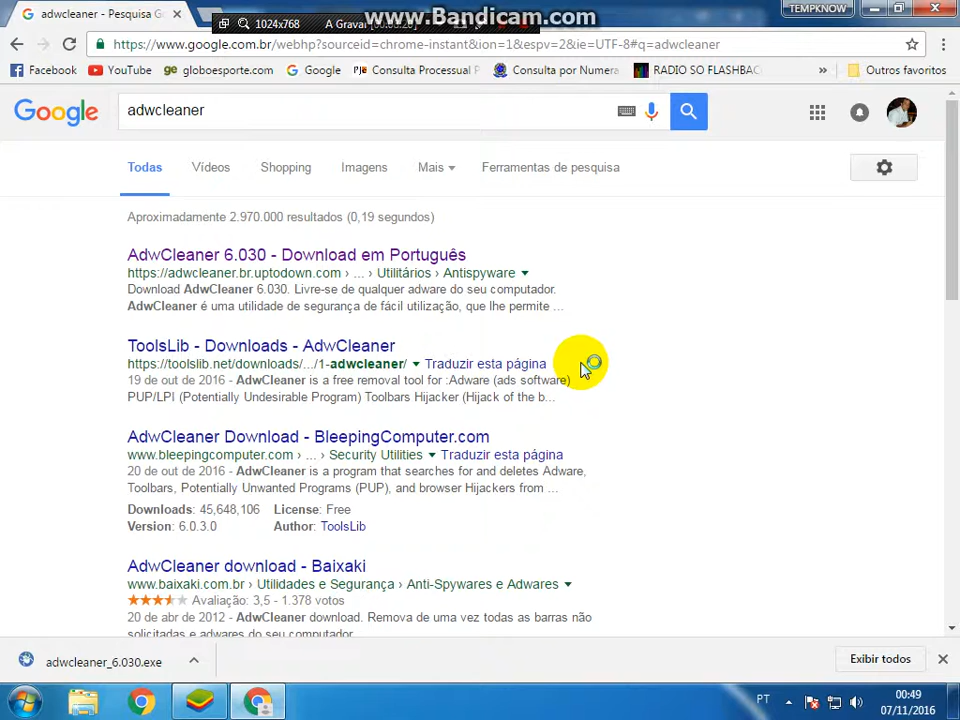 adwcleaner - Pesquisa Go
1024x768
A Gravar
www.Bandicam.com
TEMPKNOW
https://www.google.com.br/webhp?sourceid=chrome-instant&ion=1&espv=2&ie=UTF-8#q=adwcleaner
Facebook
YouTube
ge globoesporte.com
Google
PJe Consulta Processual
Consulta por Numera
RADIO SO FLASHBAC
»
Outros favoritos
Google
adwcleaner
Todas
Vídeos
Shopping
Imagens
Mais
Ferramentas de pesquisa
Aproximadamente 2.970.000 resultados (0,19 segundos)
AdwCleaner 6.030 - Download em Português
https://adwcleaner.br.uptodown.com › ... › Utilitários › Antispyware
Download AdwCleaner 6.030. Livre-se de qualquer adware do seu computador.
AdwCleaner é uma utilidade de segurança de fácil utilização, que lhe permite ...
ToolsLib - Downloads - AdwCleaner
https://toolslib.net/downloads/.../1-adwcleaner/ Traduzir esta página
19 de out de 2016 - AdwCleaner is a free removal tool for :Adware (ads software)
PUP/LPI (Potentially Undesirable Program) Toolbars Hijacker (Hijack of the b...
AdwCleaner Download - BleepingComputer.com
www.bleepingcomputer.com › ... › Security Utilities Traduzir esta página
20 de out de 2016 - AdwCleaner is a program that searches for and deletes Adware,
Toolbars, Potentially Unwanted Programs (PUP), and browser Hijackers from ...
Downloads: 45,648,106 License: Free
Version: 6.0.3.0 Author: ToolsLib
AdwCleaner download - Baixaki
www.baixaki.com.br › Utilidades e Segurança › Anti-Spywares e Adwares
Avaliação: 3,5 - 1.378 votos
20 de abr de 2012 - AdwCleaner download. Remova de uma vez todas as barras não
solicitadas e adwares do seu computador.
adwcleaner_6.030.exe
Exibir todos
PT
00:49
07/11/2016